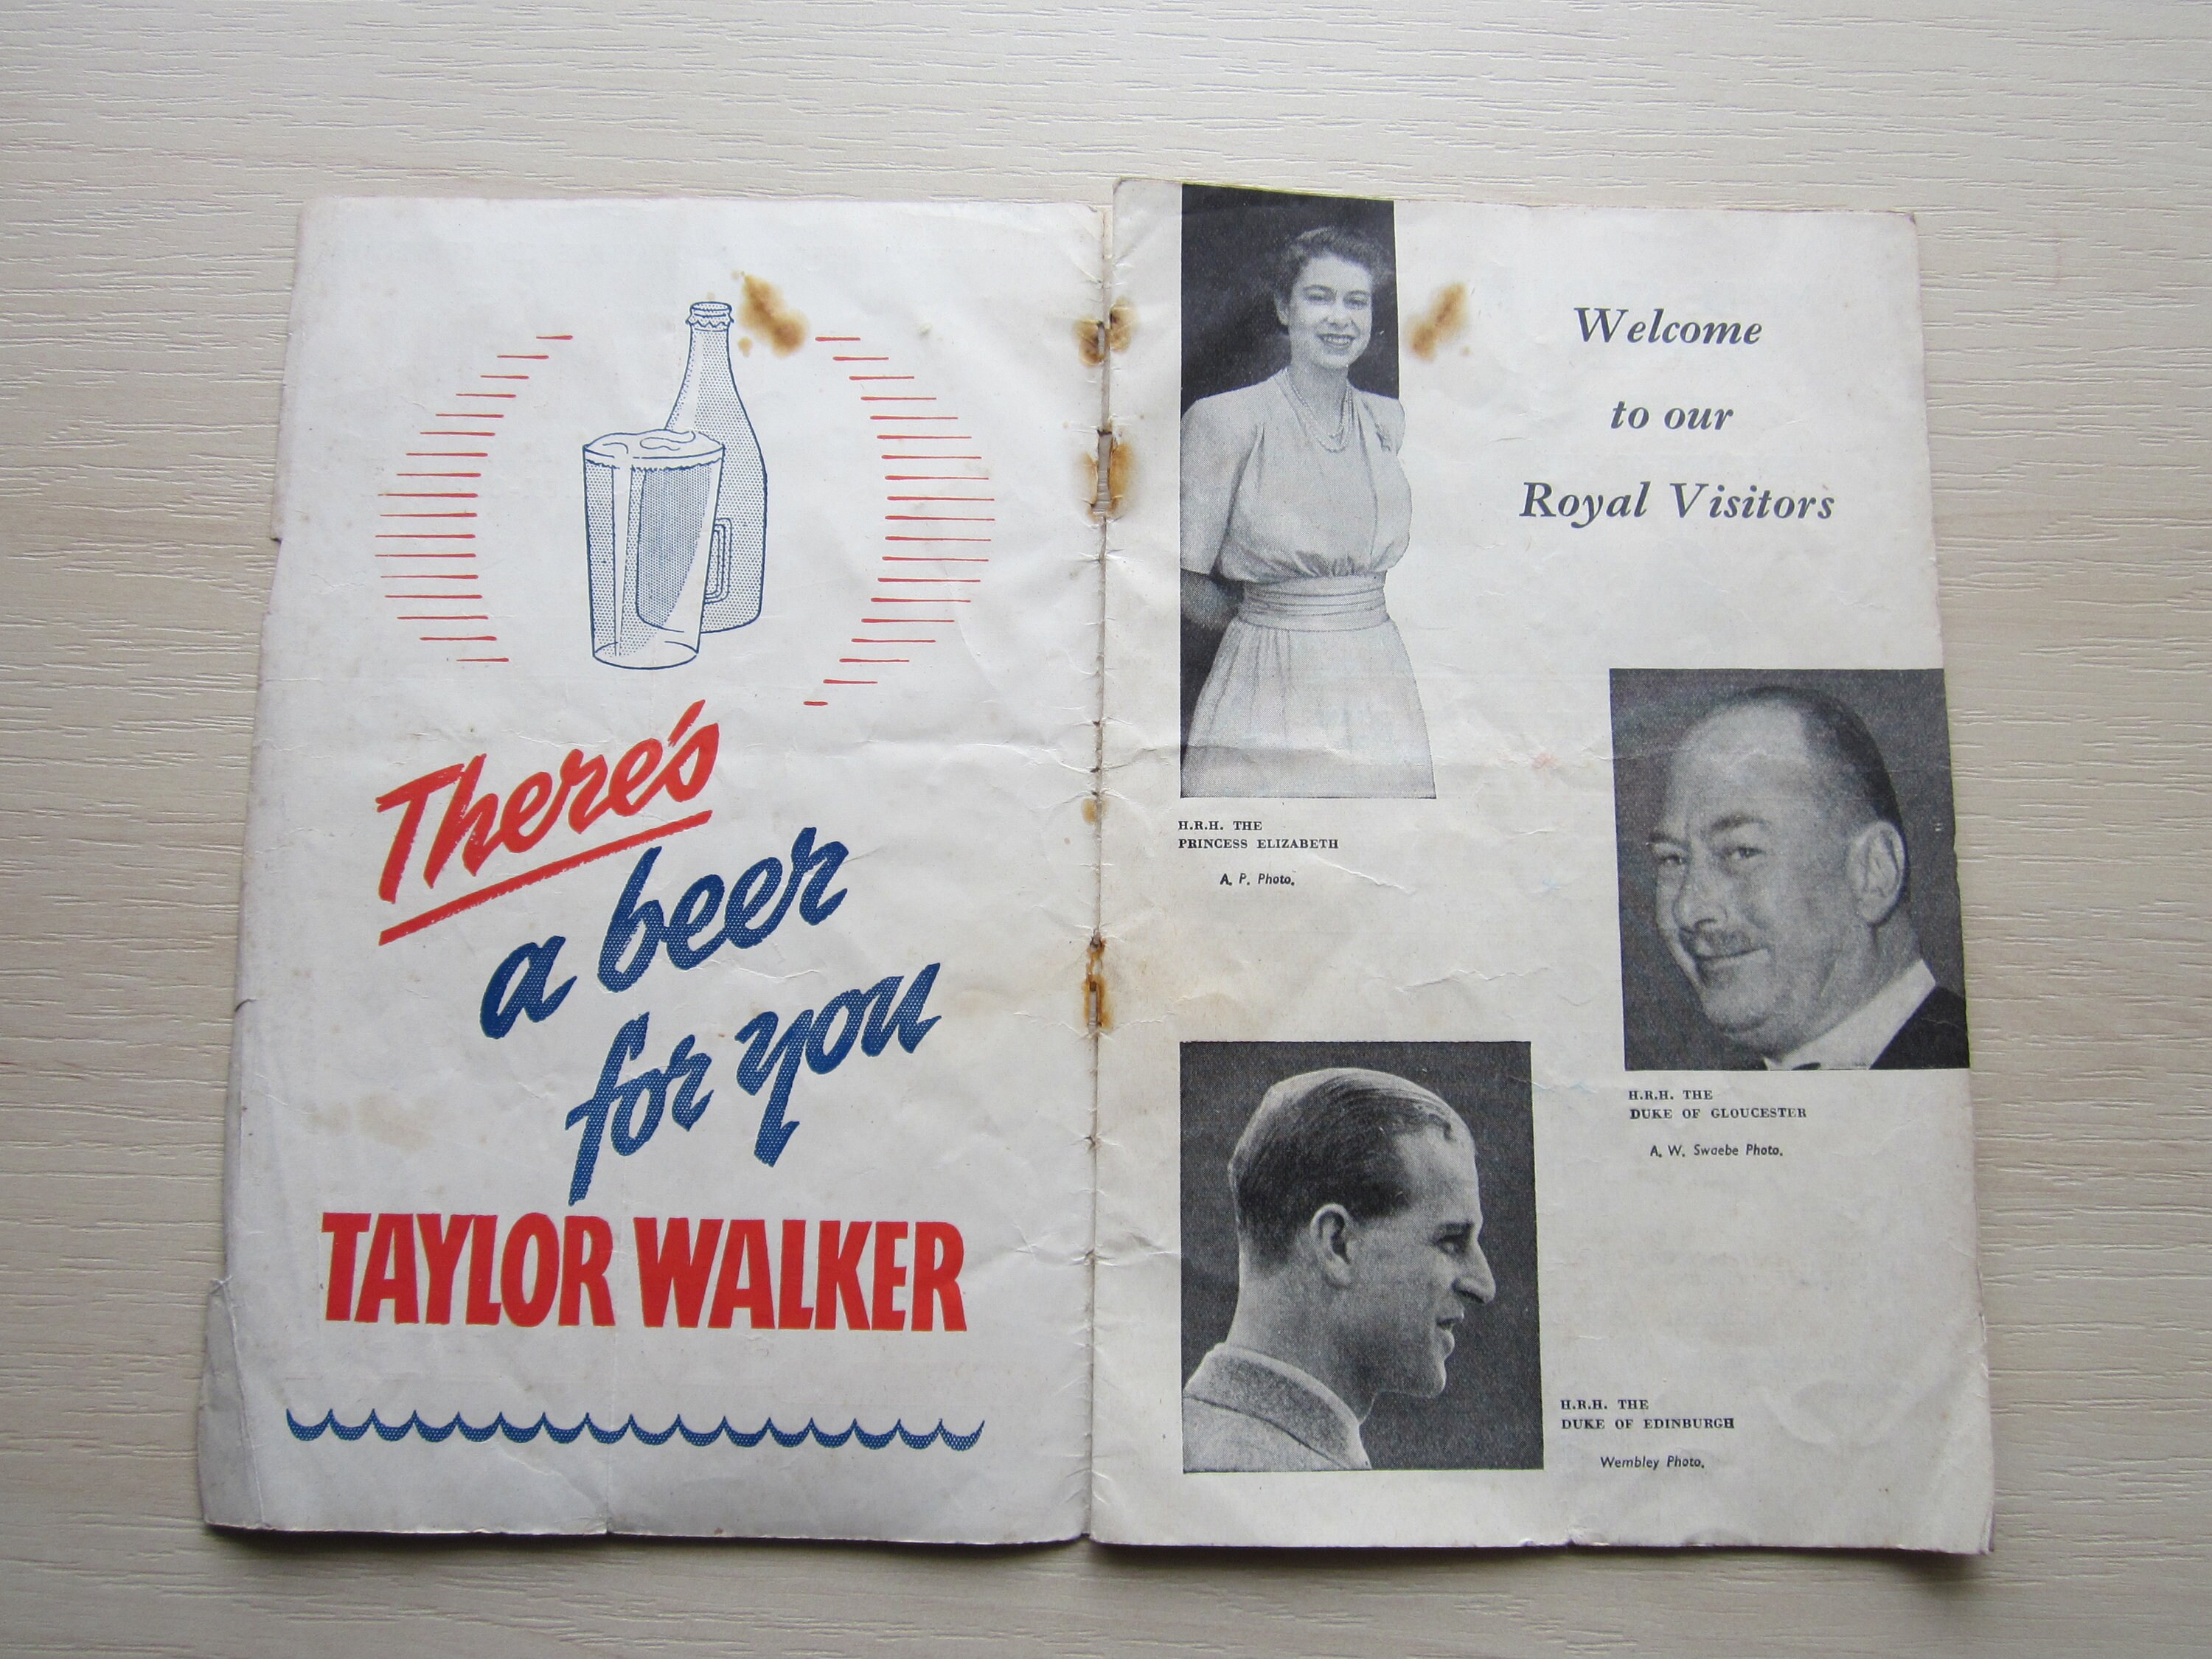 There's
a beer
for you
TAYLOR WALKER
Welcome
to our
Royal Visitors
H.R.H. THE
PRINCESS ELIZABETH
A. P. Photo.
H.R.H. THE
DUKE OF GLOUCESTER
A. W. Swaebe Photo.
H.R.H. THE
DUKE OF EDINBURGH
Wembley Photo.